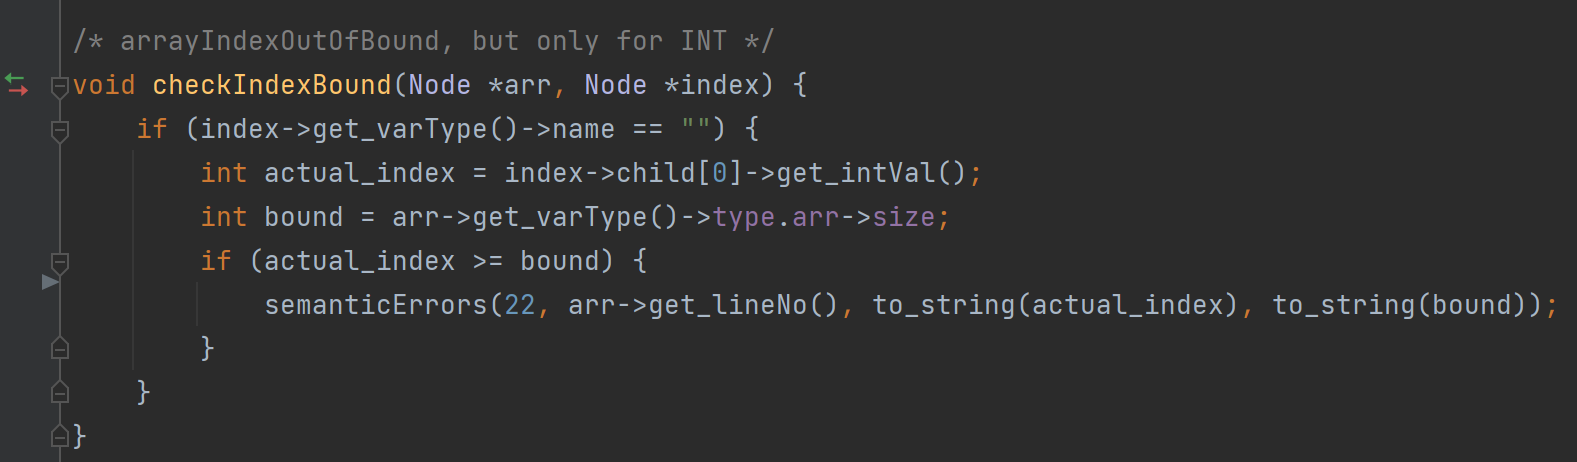 /* arrayIndexOutOfBound, but only for INT */
void checkIndexBound(Node *arr, Node *index) {
    if (index->get_varType()->name == "") {
        int actual_index = index->child[0]->get_intVal();
        int bound = arr->get_varType()->type.arr->size;
        if (actual_index >= bound) {
            semanticErrors(22, arr->get_lineNo(), to_string(actual_index), to_string(bound));
        }
    }
}